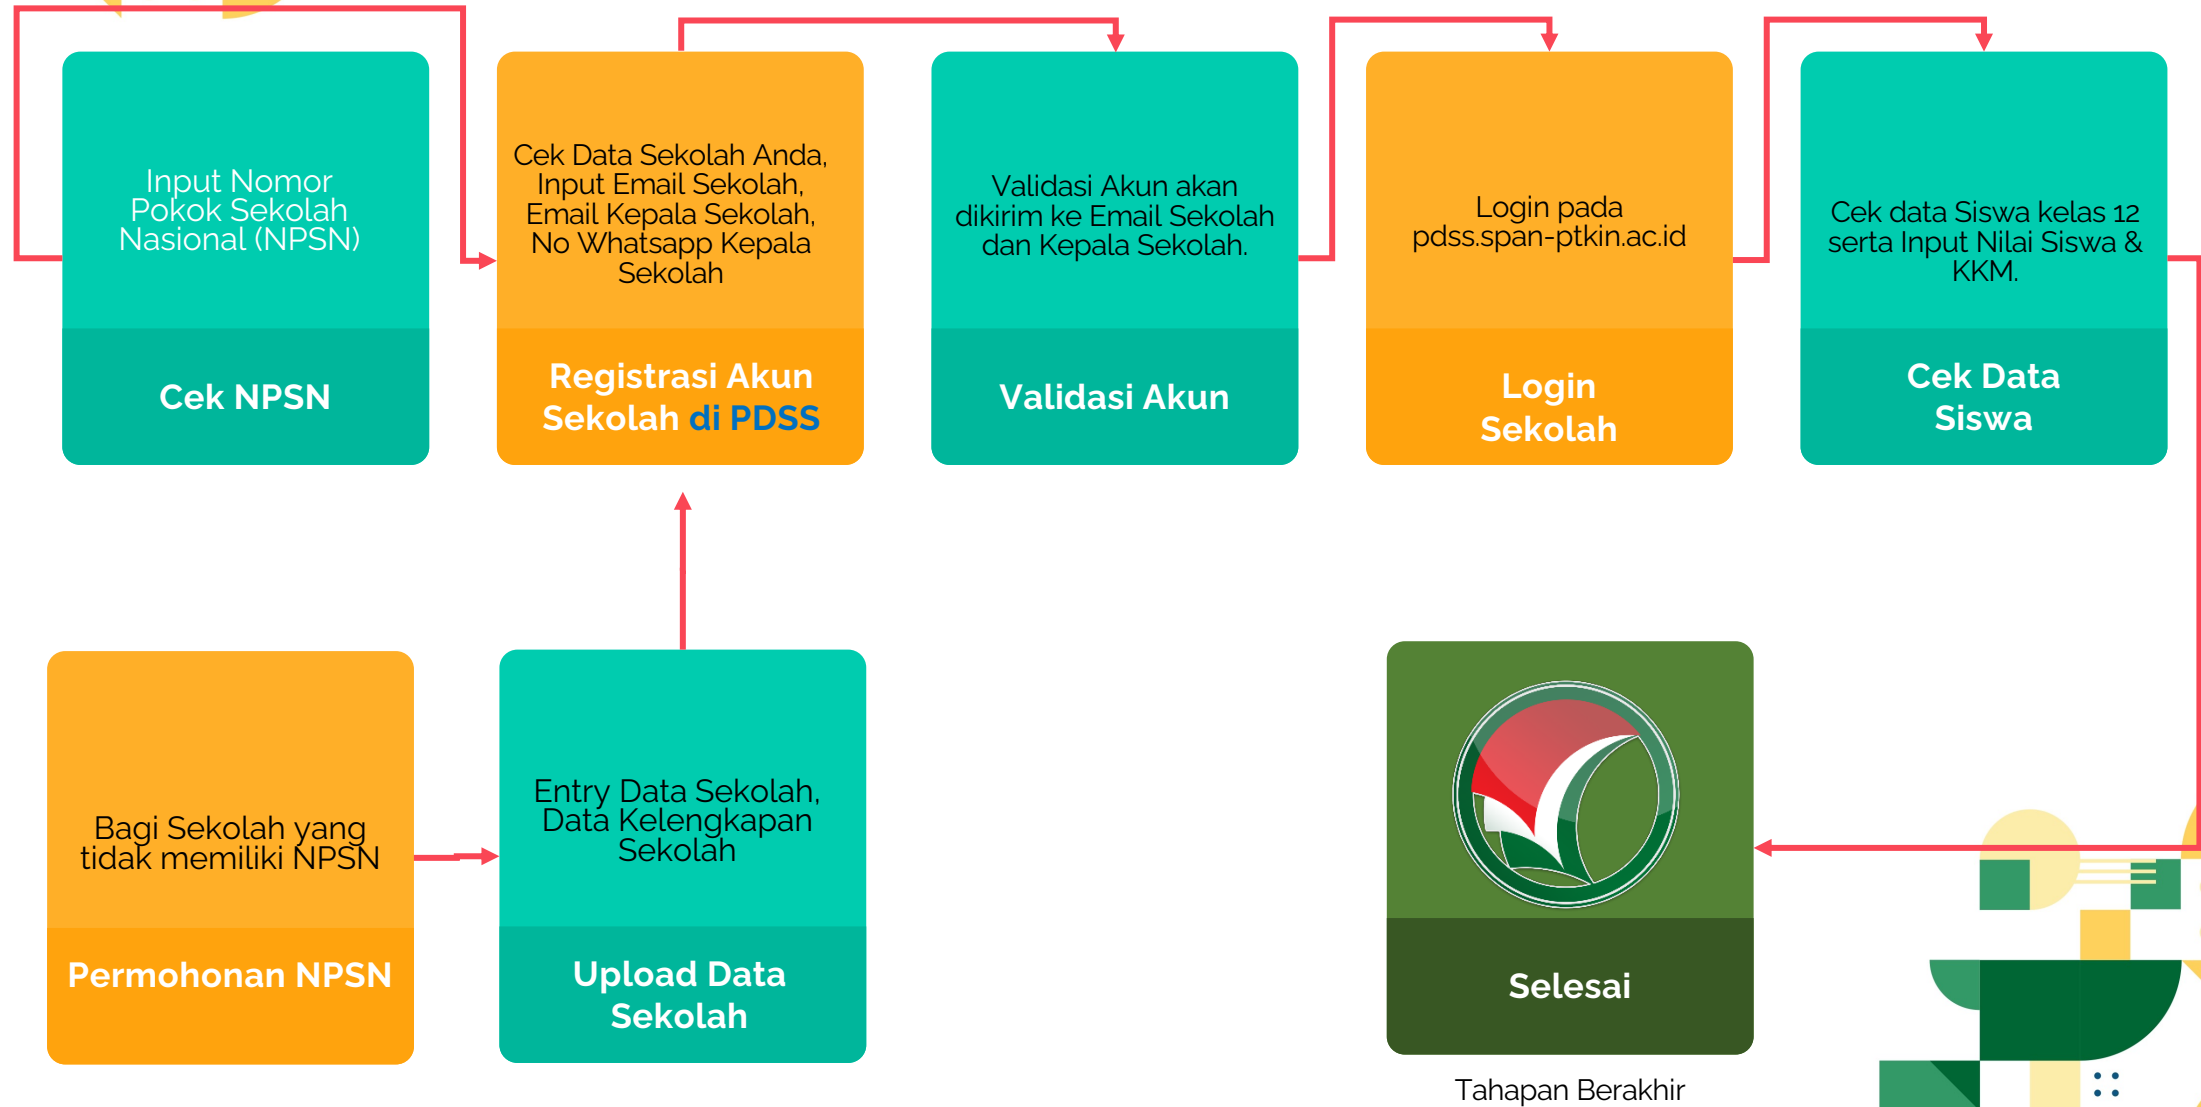 Input Nomor
Pokok Sekolah
Nasional (NPSN)
Cek NPSN
Cek Data Sekolah Anda,
Input Email Sekolah,
Email Kepala Sekolah,
No Whatsapp Kepala
Sekolah
Registrasi Akun
Sekolah di PDSS
Validasi Akun akan
dikirim ke Email Sekolah
dan Kepala Sekolah.
Validasi Akun
Login pada
pdss.span-ptkin.ac.id
Login
Sekolah
Cek data Siswa kelas 12
serta Input Nilai Siswa &
KKM.
Cek Data
Siswa
Bagi Sekolah yang
tidak memiliki NPSN
Permohonan NPSN
Entry Data Sekolah,
Data Kelengkapan
Sekolah
Upload Data
Sekolah
Selesai
Tahapan Berakhir